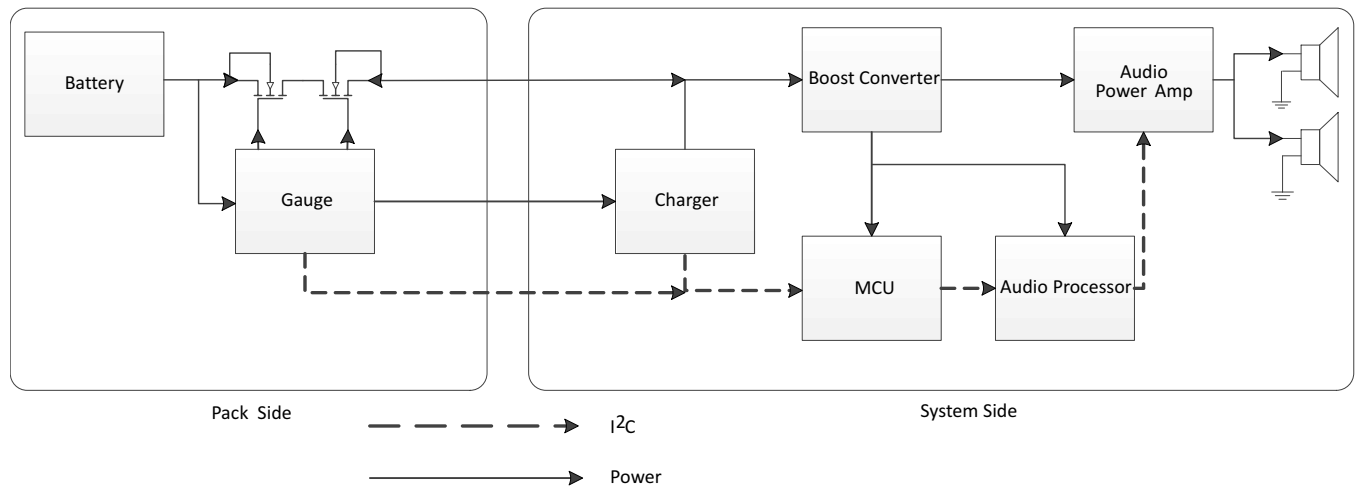 Battery
Gauge
Charger
Boost Converter
Audio
Power Amp
MCU
Audio Processor
Pack Side
System Side
I²C
Power